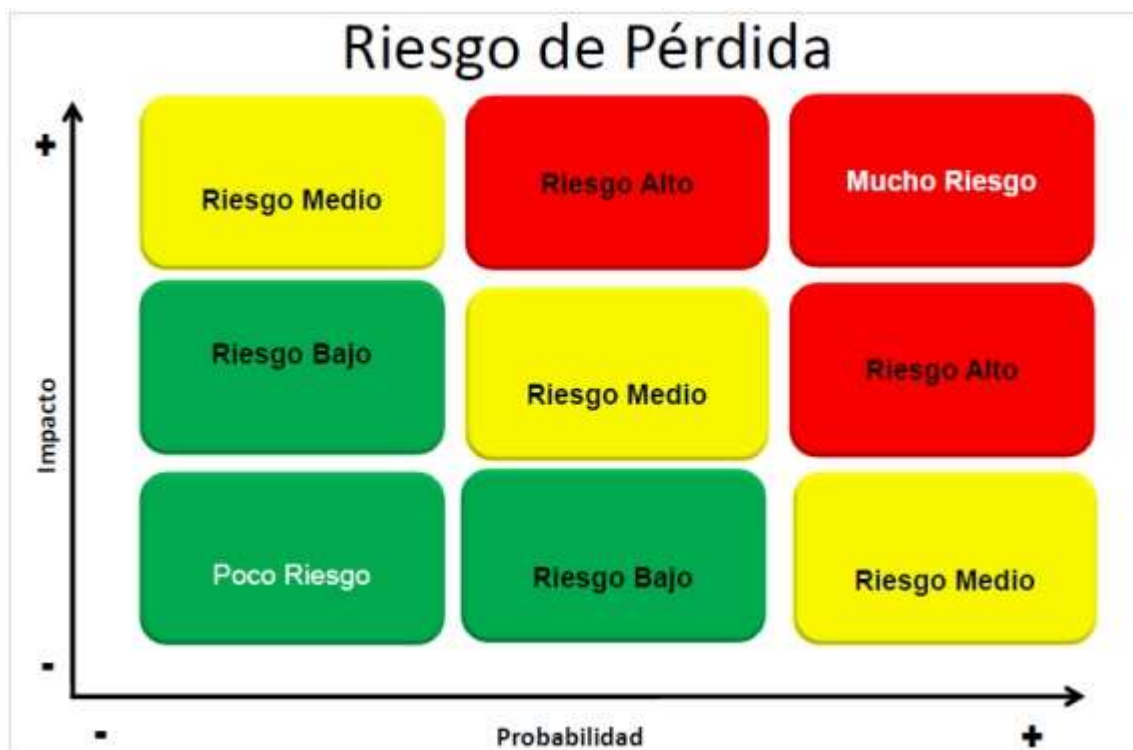 Riesgo de Pérdida
+
Riesgo Medio
Riesgo Alto
Mucho Riesgo
Riesgo Bajo
Riesgo Medio
Riesgo Alto
Impacto
Poco Riesgo
Riesgo Bajo
Riesgo Medio
-
-
Probabilidad
+